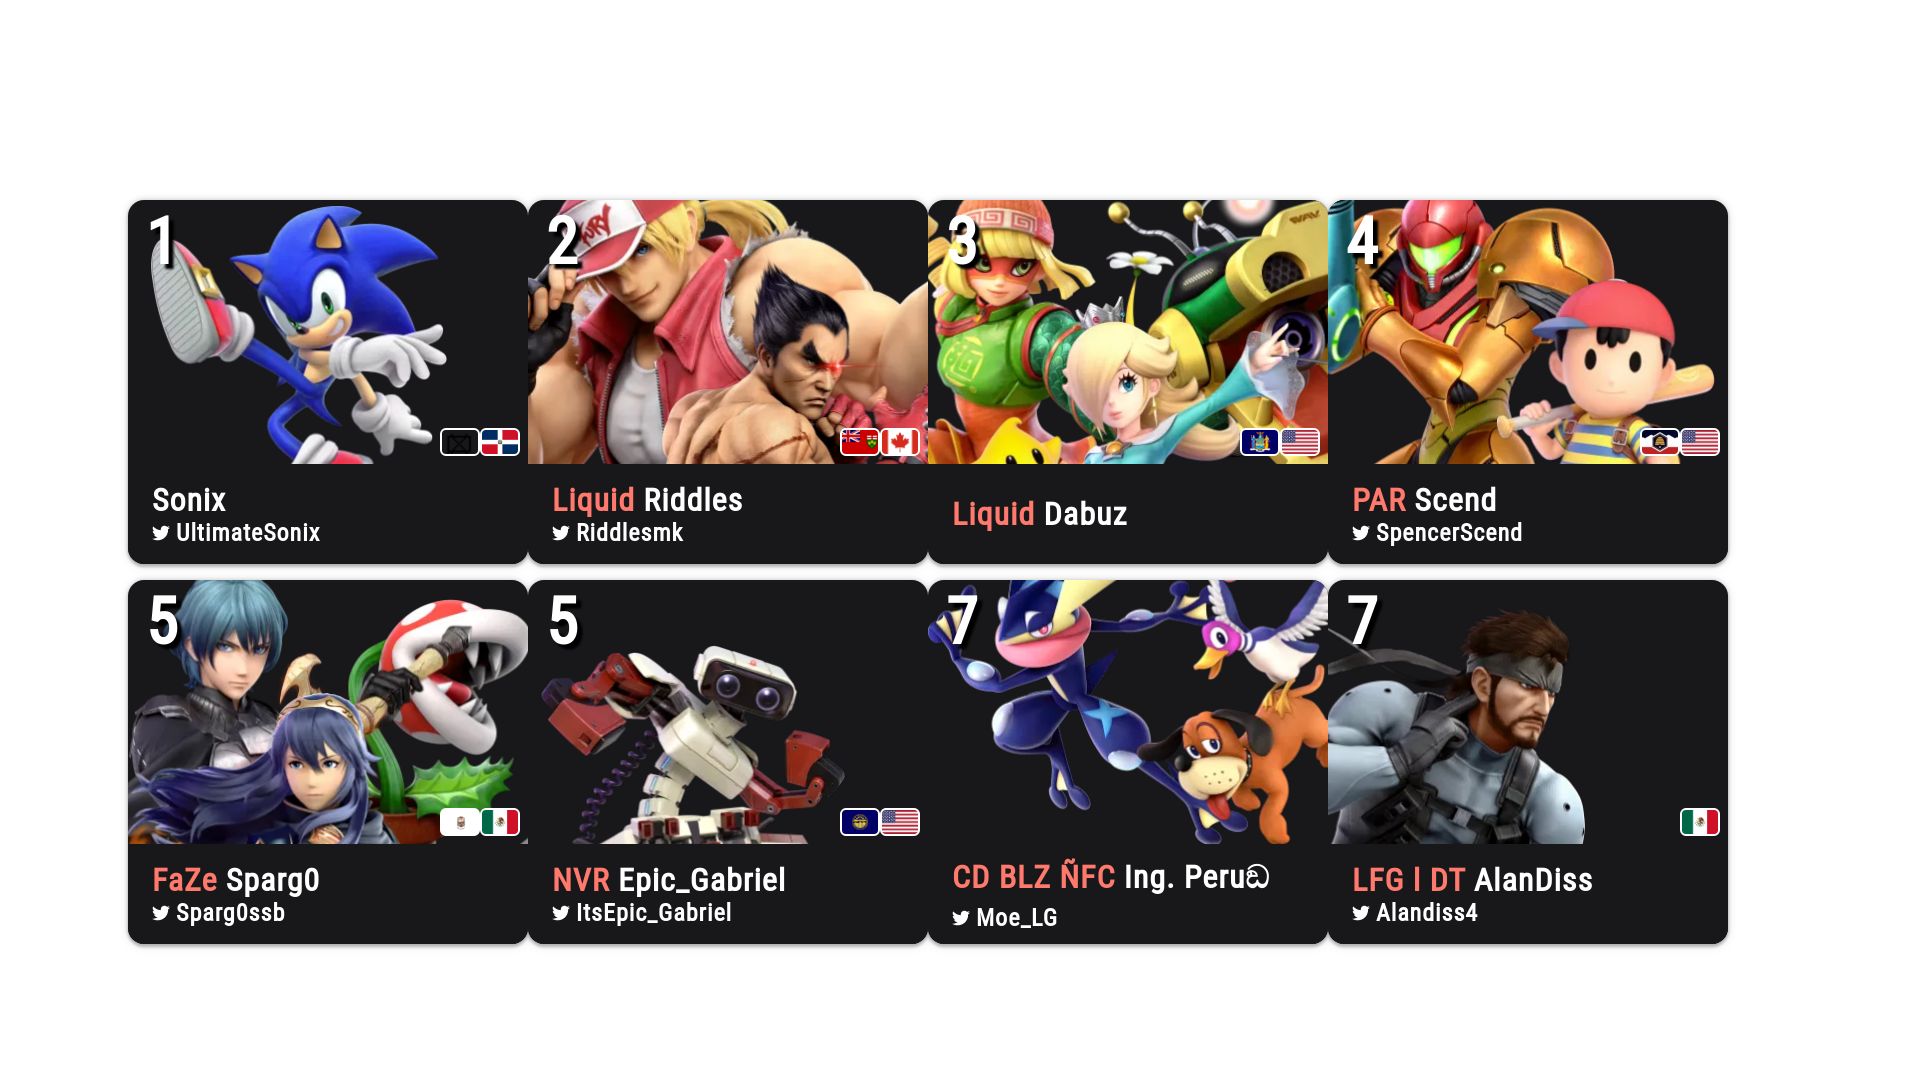 1
Sonix
UltimateSonix
2
FURY
Liquid Riddles
Riddlesmk
3
Liquid Dabuz
4
PAR Scend
SpencerScend
5
FaZe Sparg0
Sparg0ssb
5
NVR Epic_Gabriel
ItsEpic_Gabriel
7
CD BLZ ÑFC Ing. Peruඞ
Moe_LG
7
LFG l DT AlanDiss
Alandiss4